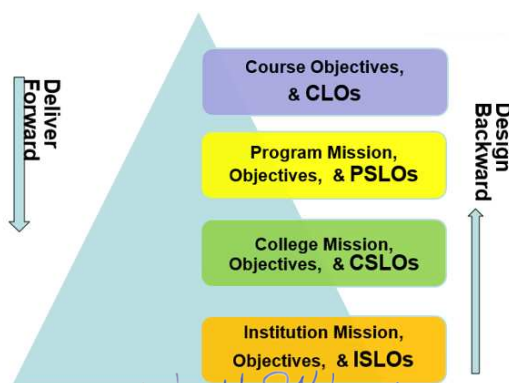 Deliver
Forward
Course Objectives,
& CLOs
Program Mission,
Objectives, & PSLOs
College Mission,
Objectives, & CSLOs
Institution Mission,
Objectives, & ISLOs
Design
Backward